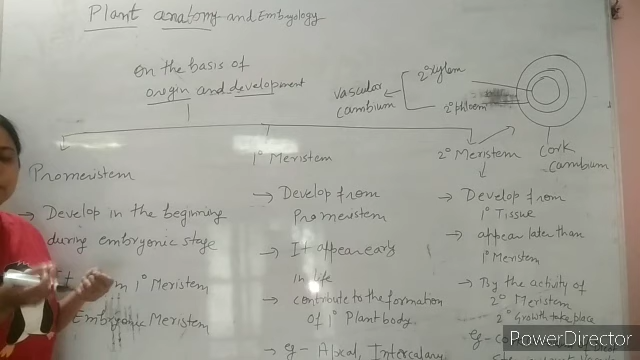 Plant anatomy and Embryology
On the basis of
origin and development
vascular
cambium
2° xylem
2° phloem
Cork
Cambium
Promeristem
→ Develop in the beginning
during embryonic stage
1° Meristem
Embryonic Meristem
1° Meristem
→ Develop from
Promeristem
→ It appear early
in life
→ contribute to the formation
of 1° Plant body.
→ eg - Apical, Intercalary
2° Meristem
→ Develop from
1° Tissue
→ appear later than
1° Meristem
→ By the activity of
2° Meristem
2° Growth take place
eg -
PowerDirector